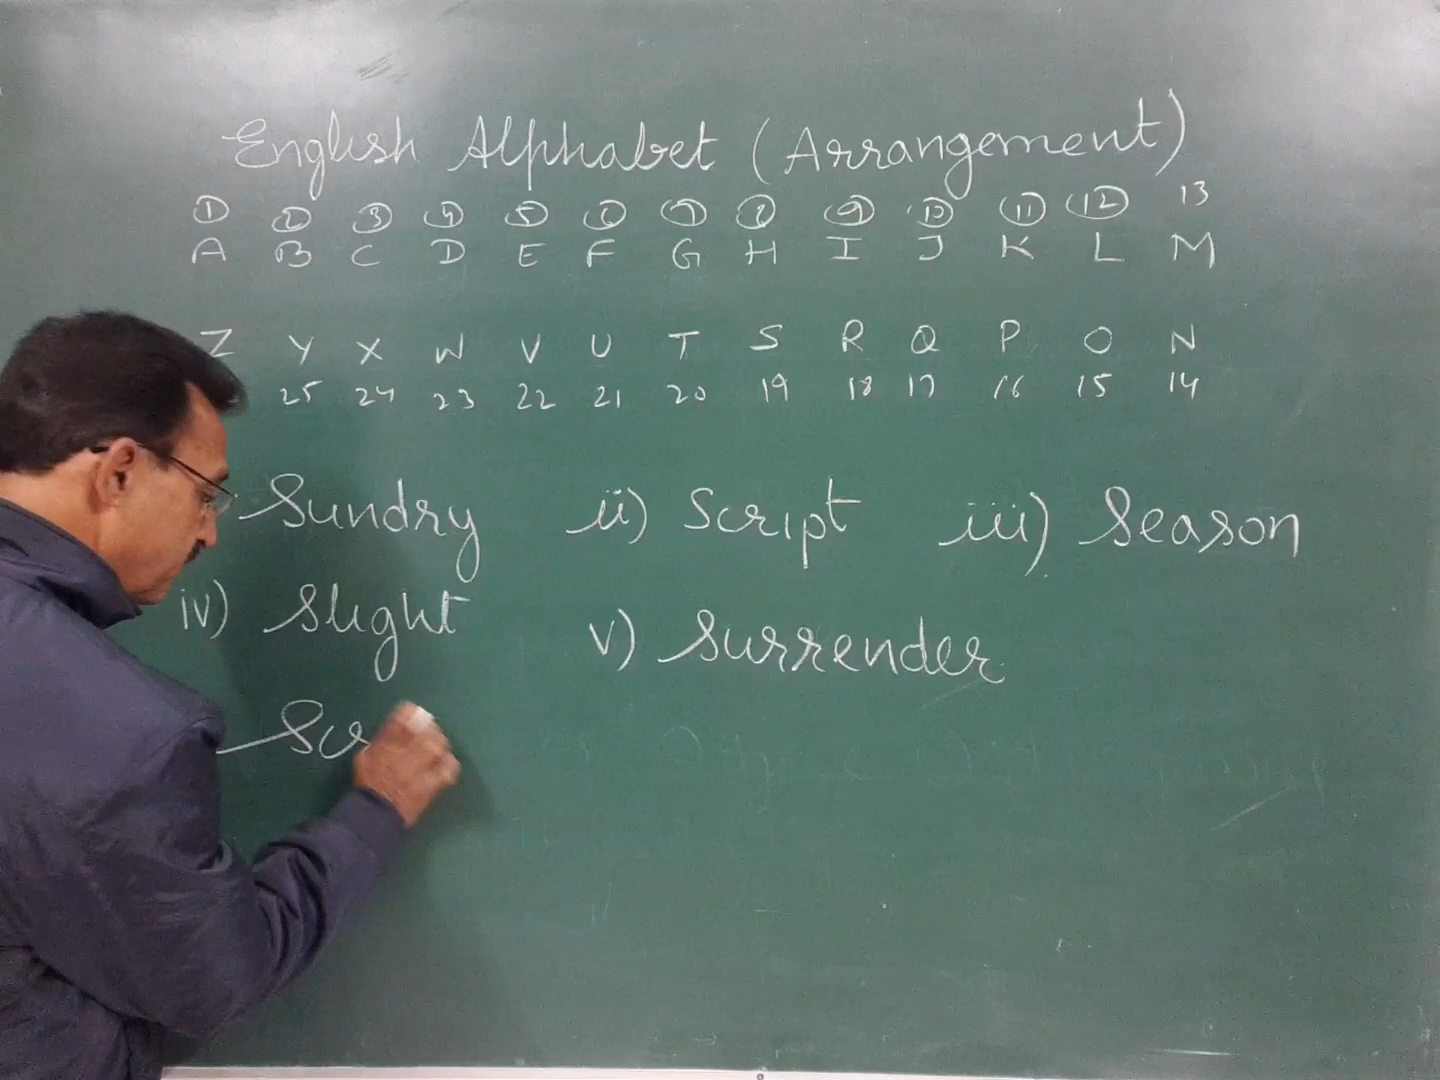 English Alphabet (Arrangement)
1 2 3 4 5 6 7 8 9 10 11 12 13
A B C D E F G H I J K L M
Z Y X W V U T S R Q P O N
25 24 23 22 21 20 19 18 17 16 15 14
Sundry ii) Script iii) Season
iv) Slight v) Surrender
Scr